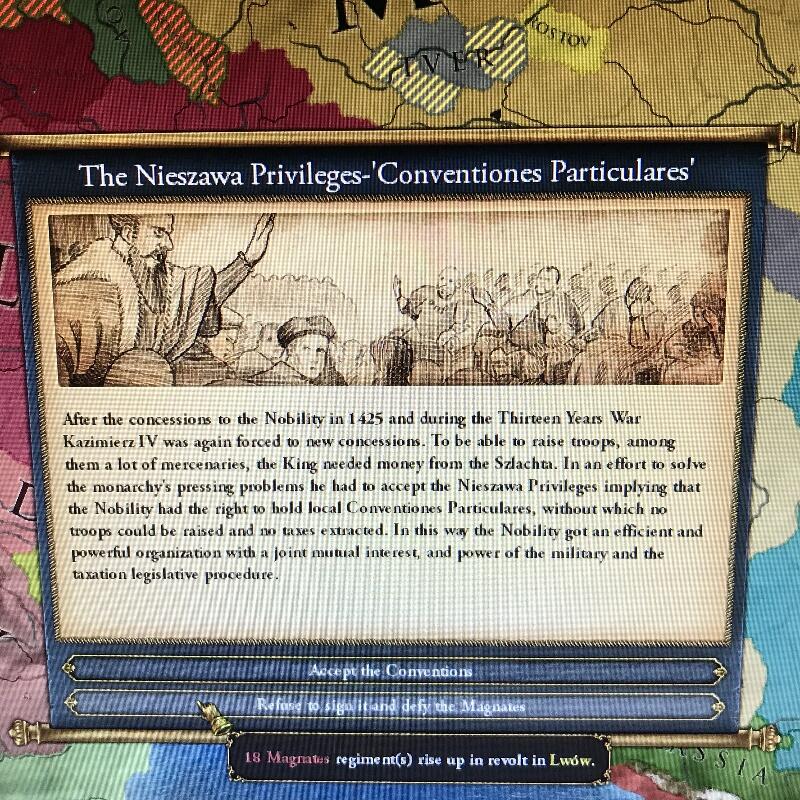 TVER
ROSTOV
The Nieszawa Privileges-'Conventiones Particulares'
After the concessions to the Nobility in 1425 and during the Thirteen Years War
Kazimierz IV was again forced to new concessions. To be able to raise troops, among
them a lot of mercenaries, the King needed money from the Szlachta. In an effort to solve
the monarchy's pressing problems he had to accept the Nieszawa Privileges implying that
the Nobility had the right to hold local Conventiones Particulares, without which no
troops could be raised and no taxes extracted. In this way the Nobility got an efficient and
powerful organization with a joint mutual interest, and power of the military and the
taxation legislative procedure.
Accept the Conventions
Refuse to sign it and defy the Magnates
18 Magnates regiment(s) rise up in revolt in Lwów.